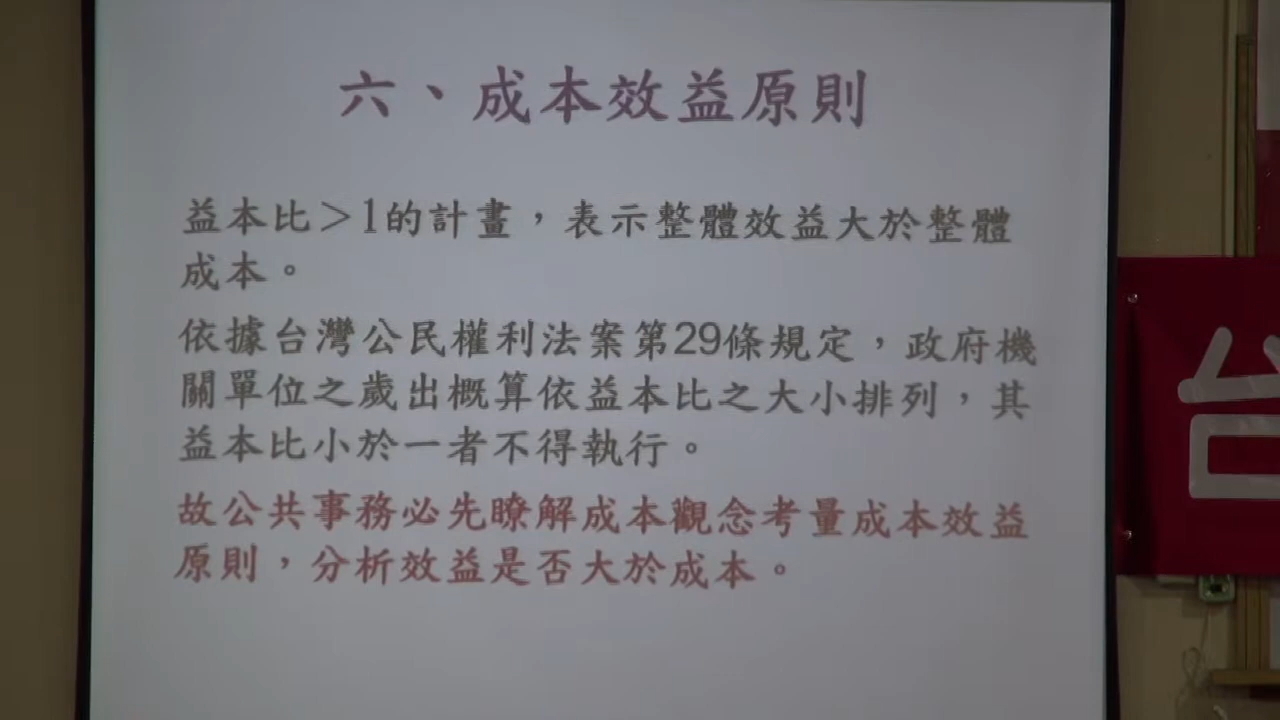 六、成本效益原則
益本比＞1的計畫，表示整體效益大於整體
成本。
依據台灣公民權利法案第29條規定，政府機
關單位之歲出概算依益本比之大小排列，其
益本比小於一者不得執行。
故公共事務必先瞭解成本觀念考量成本效益
原則，分析效益是否大於成本。
台